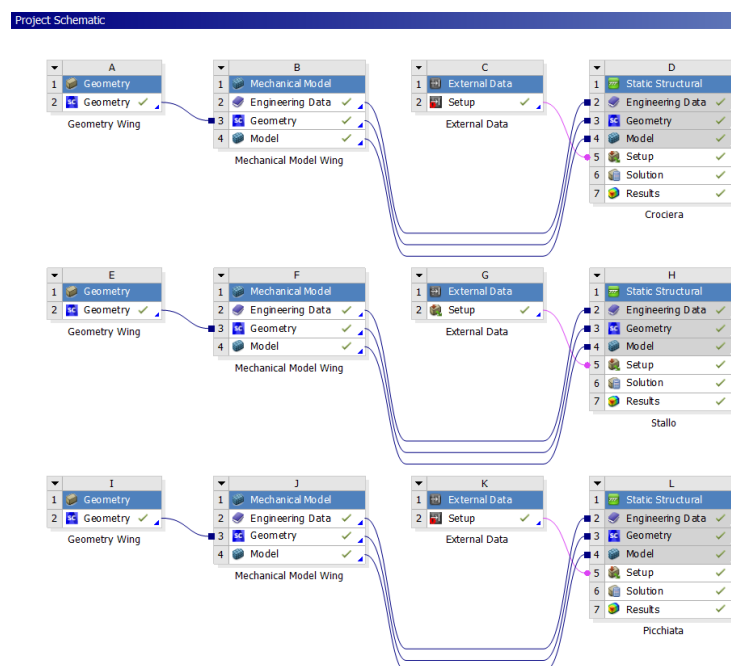 Project Schematic
A
1 Geometry
2 Geometry
Geometry Wing
B
1 Mechanical Model
2 Engineering Data
3 Geometry
4 Model
Mechanical Model Wing
C
1 External Data
2 Setup
External Data
D
1 Static Structural
2 Engineering Data
3 Geometry
4 Model
5 Setup
6 Solution
7 Results
Crociera
E
1 Geometry
2 Geometry
Geometry Wing
F
1 Mechanical Model
2 Engineering Data
3 Geometry
4 Model
Mechanical Model Wing
G
1 External Data
2 Setup
External Data
H
1 Static Structural
2 Engineering Data
3 Geometry
4 Model
5 Setup
6 Solution
7 Results
Stallo
I
1 Geometry
2 Geometry
Geometry Wing
J
1 Mechanical Model
2 Engineering Data
3 Geometry
4 Model
Mechanical Model Wing
K
1 External Data
2 Setup
External Data
L
1 Static Structural
2 Engineering Data
3 Geometry
4 Model
5 Setup
6 Solution
7 Results
Picchiata